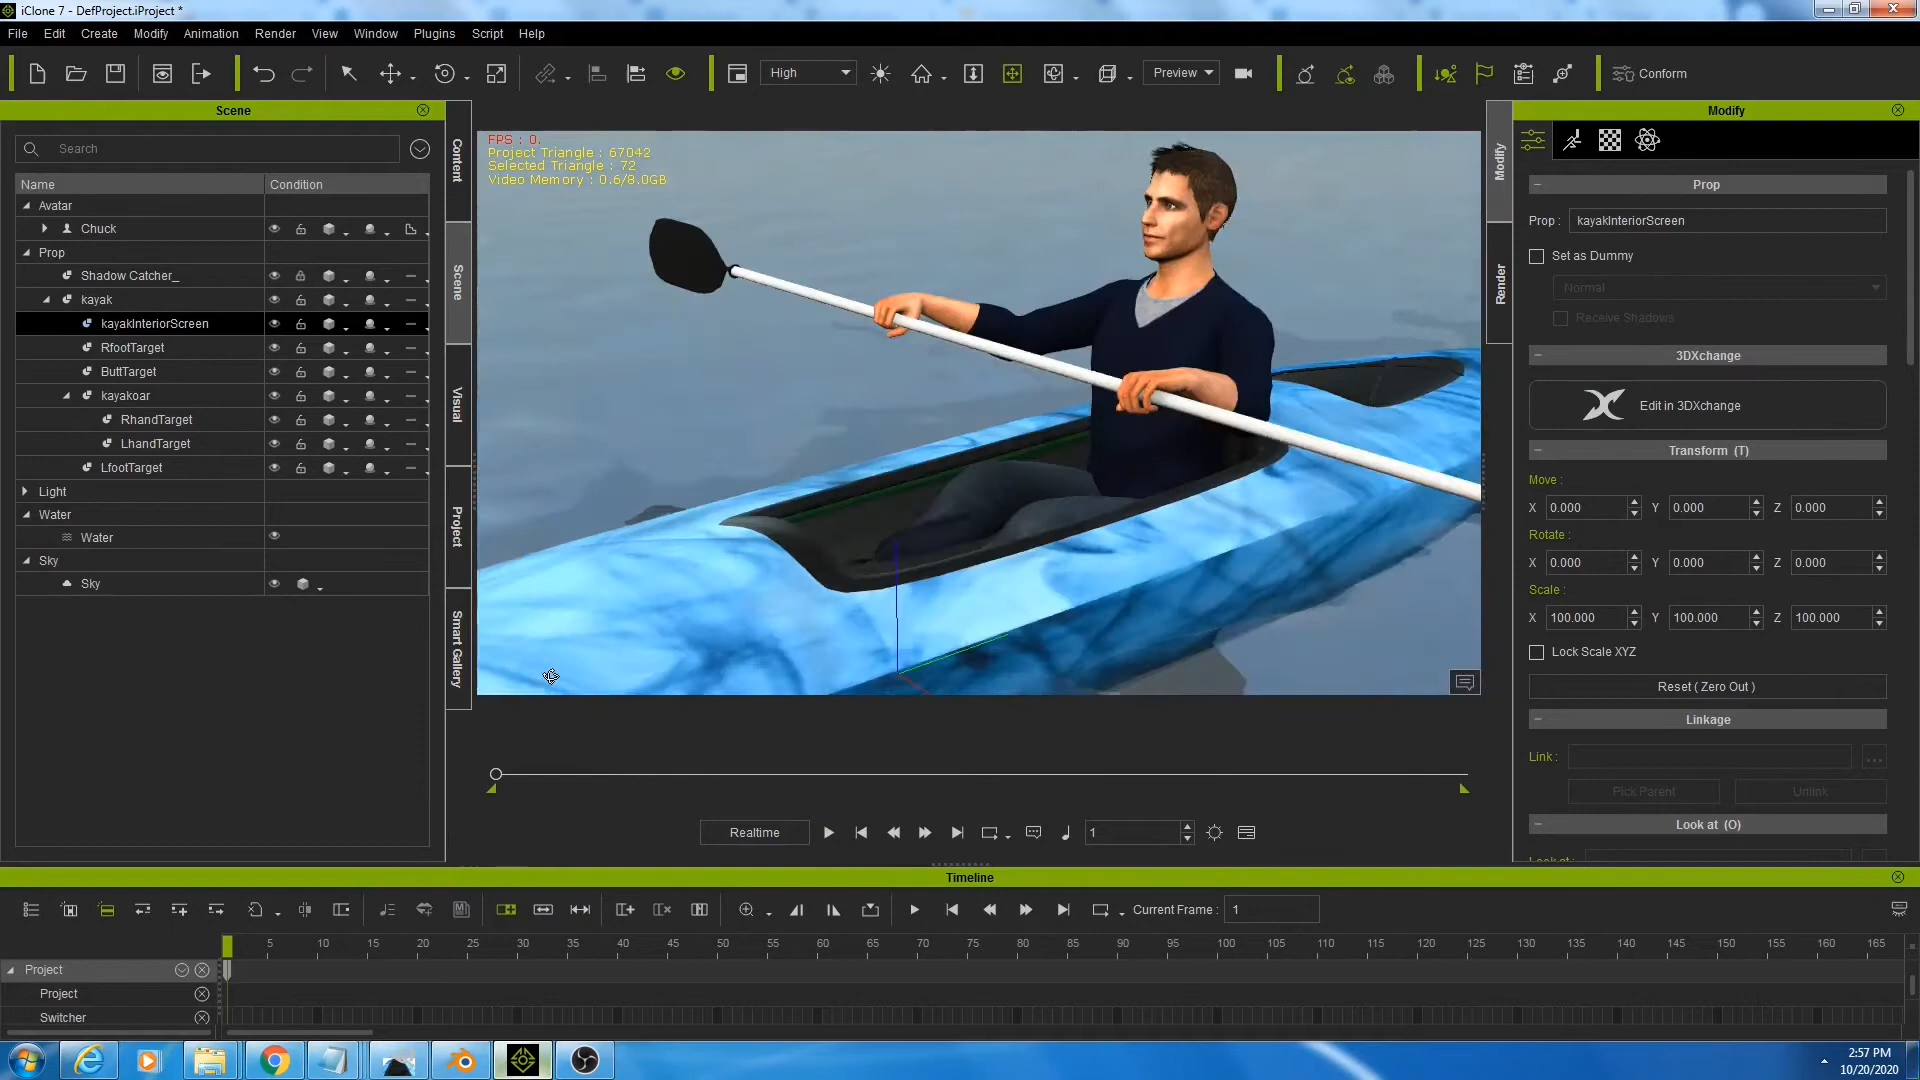 iClone 7 - DefProject.iProject *
File Edit Create Modify Animation Render View Window Plugins Script Help
High Preview Conform
Scene
Search
Name Condition
Avatar
Chuck
Prop
Shadow Catcher_
kayak
kayakInteriorScreen
RfootTarget
ButtTarget
kayakoar
RhandTarget
LhandTarget
LfootTarget
Light
Water
Water
Sky
Sky
Content
Scene
Visual
Project
Smart Gallery
FPS : 0.
Project Triangle : 67042
Selected Triangle : 72
Video Memory : 0.6/8.0GB
Modify
Render
Modify
Prop
Prop : kayakInteriorScreen
Set as Dummy
Normal
Receive Shadows
3DXchange
Edit in 3DXchange
Transform (T)
Move :
X 0.000 Y 0.000 Z 0.000
Rotate :
X 0.000 Y 0.000 Z 0.000
Scale :
X 100.000 Y 100.000 Z 100.000
Lock Scale XYZ
Reset ( Zero Out )
Linkage
Link :
Pick Parent Unlink
Look at (O)
Look at :
Realtime 1
Timeline
Current Frame : 1
5 10 15 20 25 30 35 40 45 50 55 60 65 70 75 80 85 90 95 100 105 110 115 120 125 130 135 140 145 150 155 160 165
Project
Project
Switcher
2:57 PM
10/20/2020